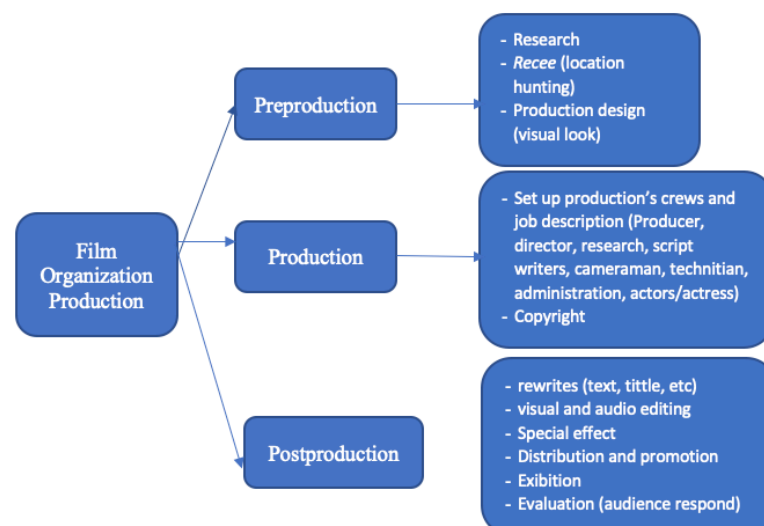 - Research
- Recee (location
hunting)
- Production design
(visual look)
Preproduction
Film
Organization
Production
Production
- Set up production's crews and
job description (Producer,
director, research, script
writers, cameraman, technitian,
administration, actors/actress)
- Copyright
Postproduction
- rewrites (text, tittle, etc)
- visual and audio editing
- Special effect
- Distribution and promotion
- Exibition
- Evaluation (audience respond)